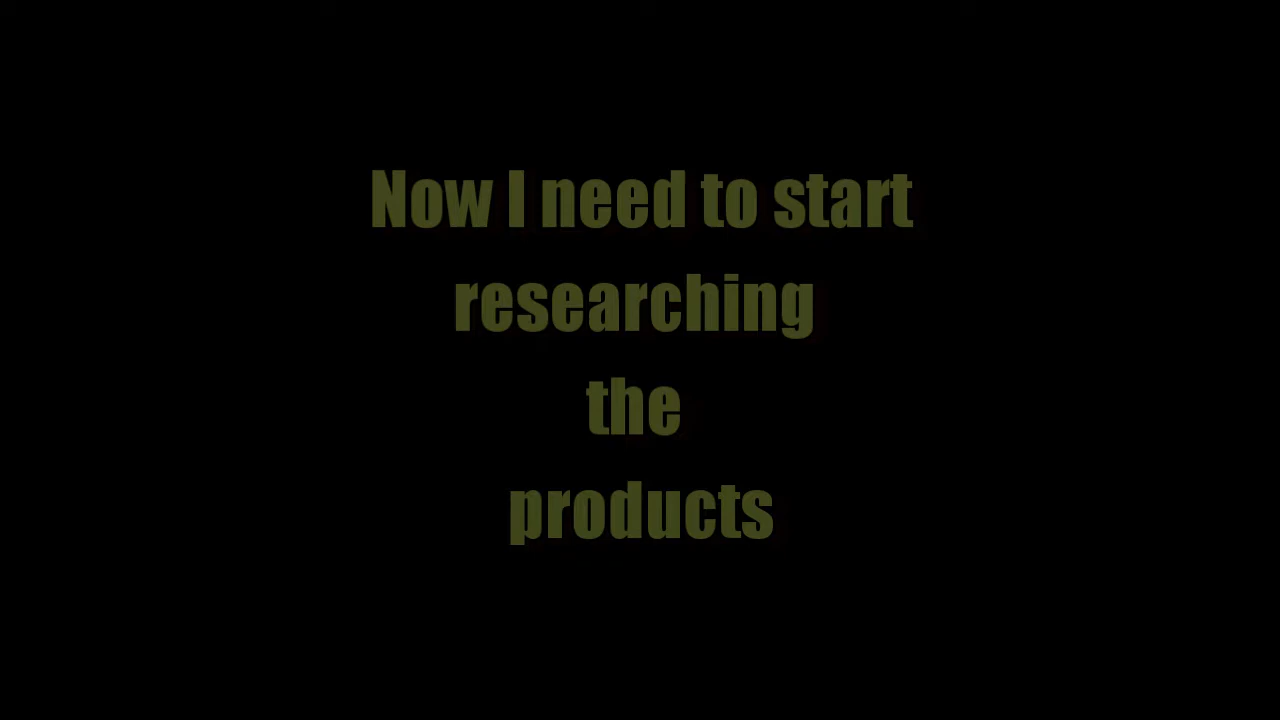 Now I need to start
researching
the
products